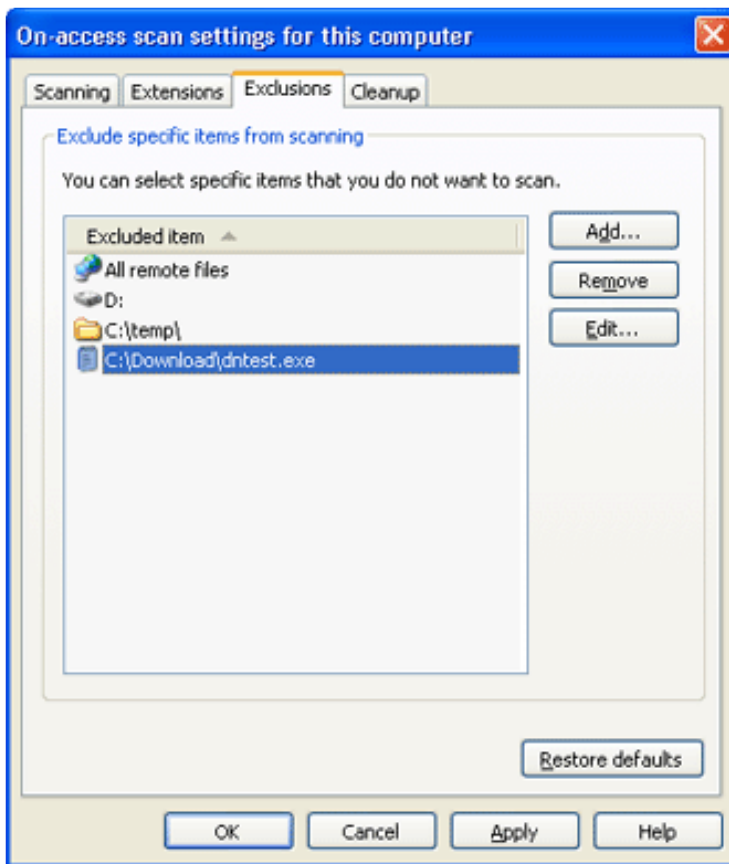 On-access scan settings for this computer
Scanning Extensions Exclusions Cleanup
Exclude specific items from scanning
You can select specific items that you do not want to scan.
Excluded item
All remote files
D:
C:\temp\
C:\Download\dntest.exe
Add...
Remove
Edit...
Restore defaults
OK Cancel Apply Help